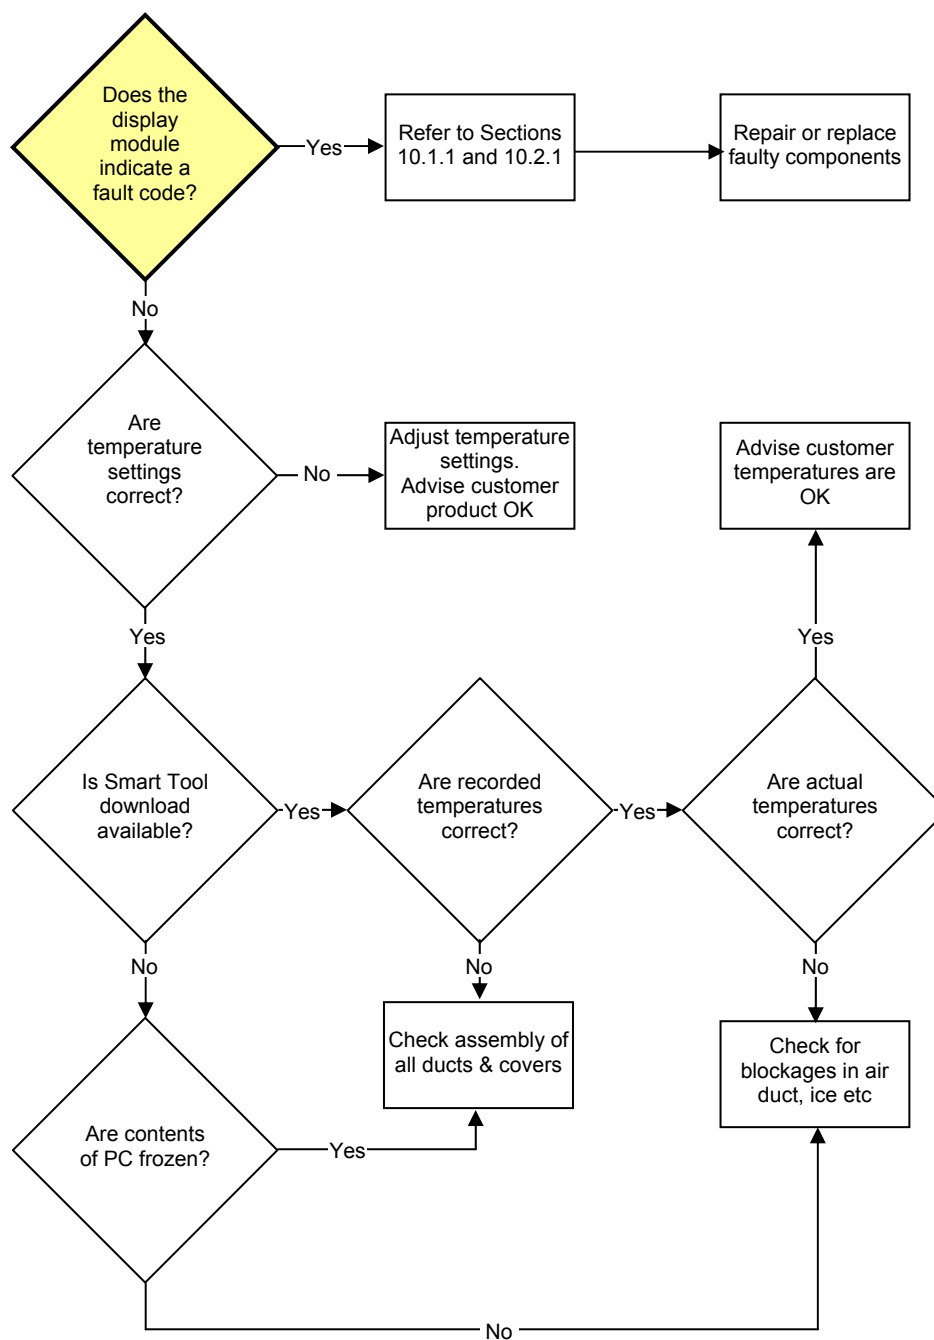 Does the
display
module
indicate a
fault code?
Yes
Refer to Sections
10.1.1 and 10.2.1
Repair or replace
faulty components
No
Are
temperature
settings
correct?
No
Adjust temperature
settings.
Advise customer
product OK
Advise customer
temperatures are
OK
Yes
Yes
Is Smart Tool
download
available?
Yes
Are recorded
temperatures
correct?
Yes
Are actual
temperatures
correct?
No
No
No
Check assembly of
all ducts & covers
Check for
blockages in air
duct, ice etc
Are contents
of PC frozen?
Yes
No